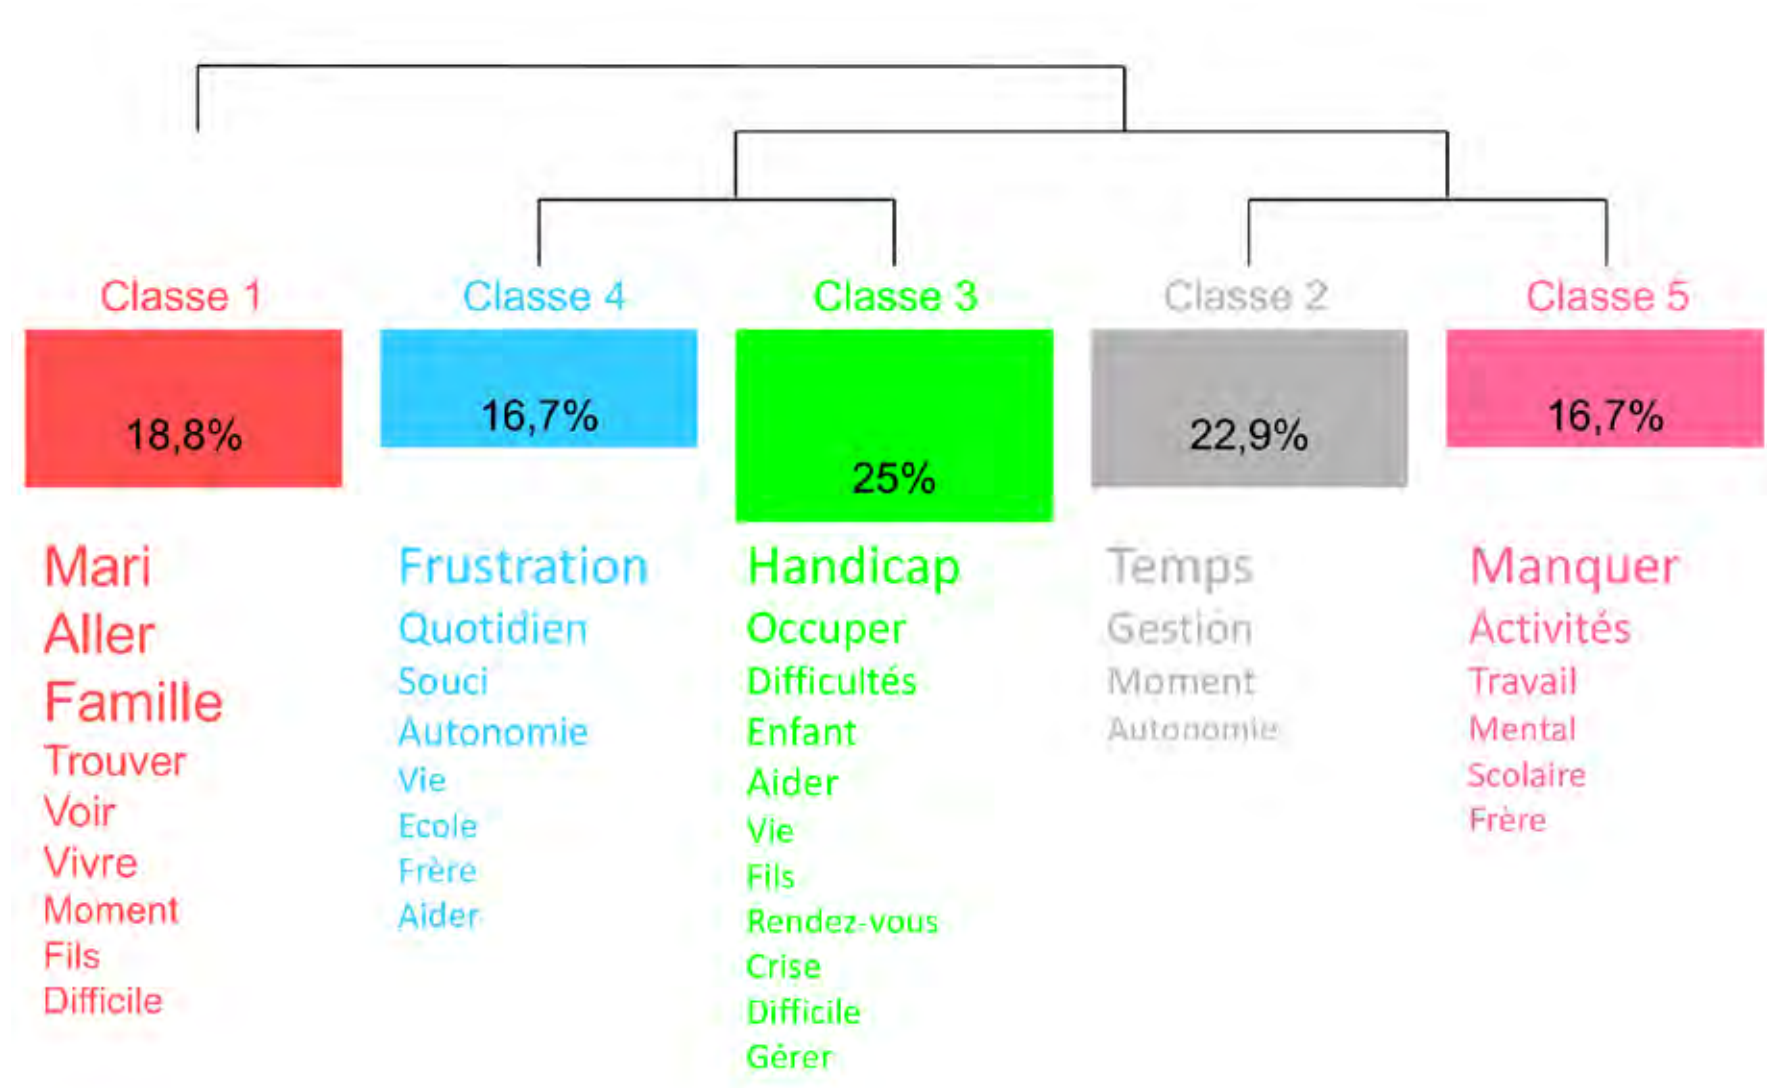 Classe 1
Classe 4
Classe 3
Classe 2
Classe 5
18,8%
16,7%
25%
22,9%
16,7%
Mari
Aller
Famille
Trouver
Voir
Vivre
Moment
Fils
Difficile
Frustration
Quotidien
Souci
Autonomie
Vie
Ecole
Frère
Aider
Handicap
Occuper
Difficultés
Enfant
Aider
Vie
Fils
Rendez-vous
Crise
Difficile
Gérer
Temps
Gestion
Moment
Autonomie
Manquer
Activités
Travail
Mental
Scolaire
Frère